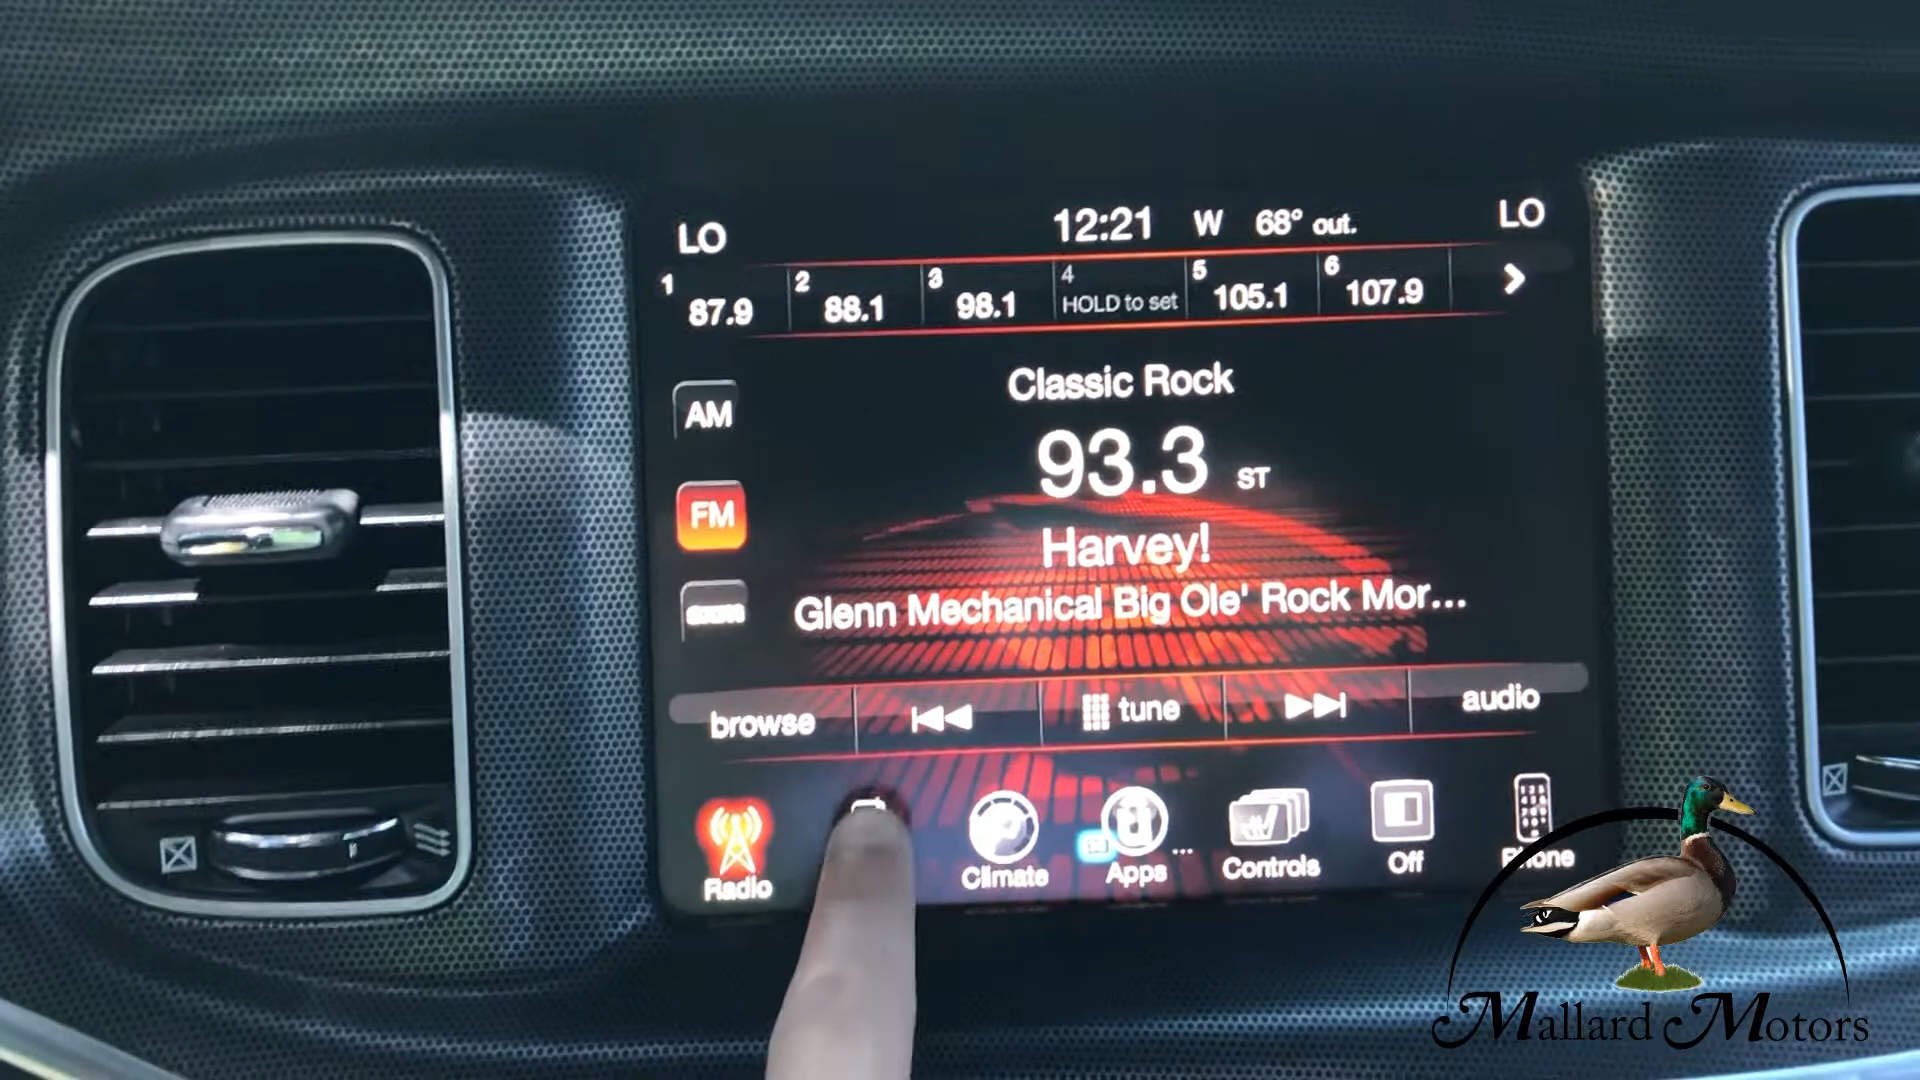 LO 12:21 W 68° out. LO
1 87.9 2 88.1 3 98.1 4 HOLD to set 5 105.1 6 107.9
Classic Rock
AM
93.3 ST
FM
Harvey!
Glenn Mechanical Big Ole' Rock Mor...
browse tune audio
Radio Climate Apps ... Controls Off Phone
Mallard Motors